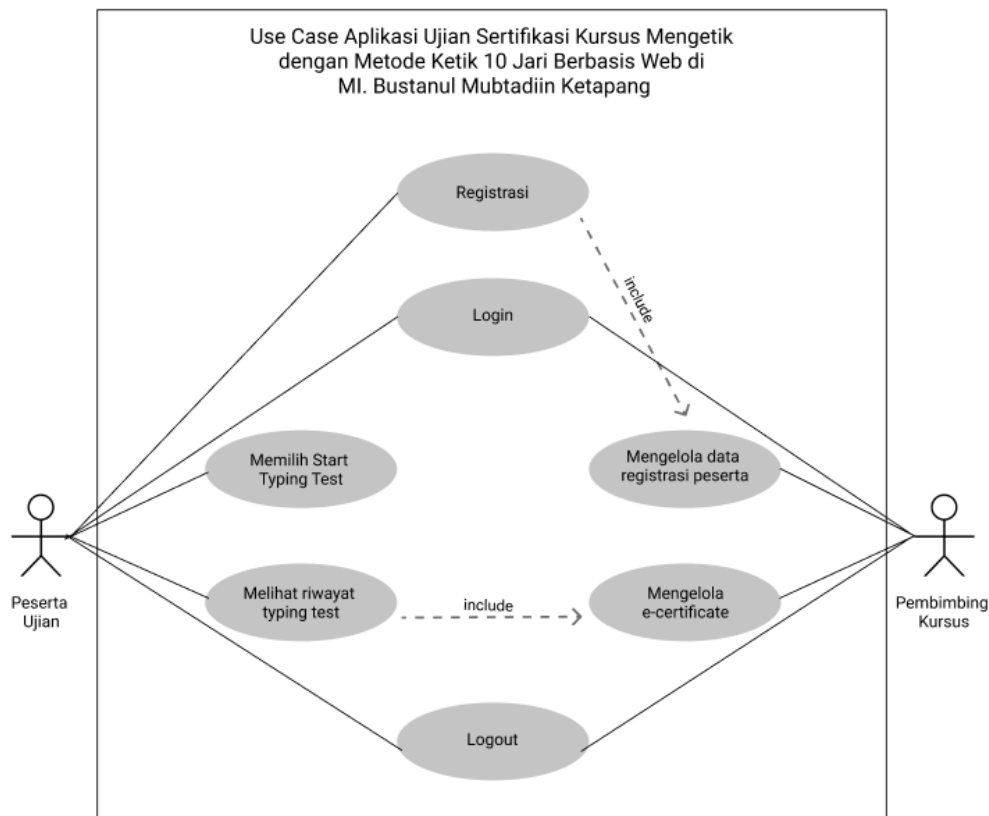 Use Case Aplikasi Ujian Sertifikasi Kursus Mengetik
dengan Metode Ketik 10 Jari Berbasis Web di
MI. Bustanul Mubtadiin Ketapang
Registrasi
include
Login
Memilih Start
Typing Test
Mengelola data
registrasi peserta
Peserta
Ujian
Melihat riwayat
typing test
include
Mengelola
e-certificate
Pembimbing
Kursus
Logout